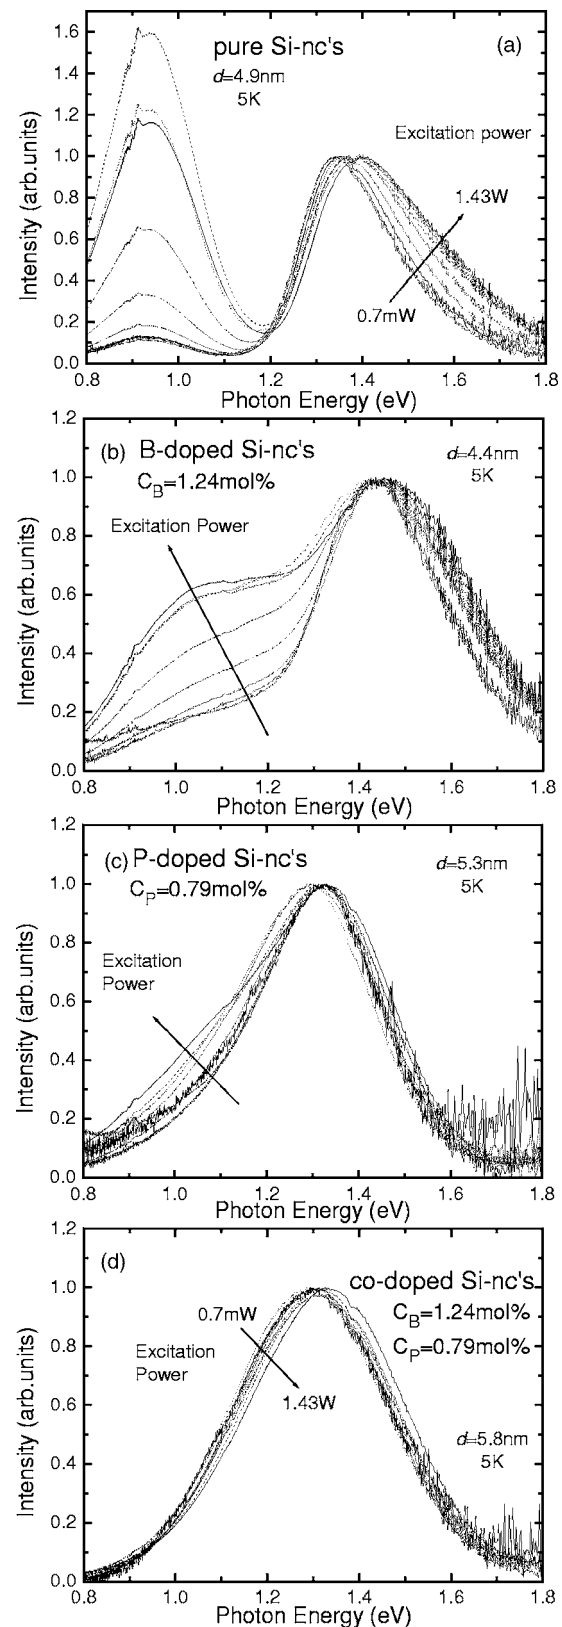 pure Si-nc's
(a)
d=4.9nm
5K
Excitation power
1.43W
0.7mW
Intensity (arb.units)
1.6
1.4
1.2
1.0
0.8
0.6
0.4
0.2
0.0
0.8 1.0 1.2 1.4 1.6 1.8
Photon Energy (eV)
(b) B-doped Si-nc's
C_B=1.24mol%
d=4.4nm
5K
Excitation Power
Intensity (arb.units)
1.2
1.0
0.8
0.6
0.4
0.2
0.0
0.8 1.0 1.2 1.4 1.6 1.8
Photon Energy (eV)
(c) P-doped Si-nc's
C_P=0.79mol%
d=5.3nm
5K
Excitation
Power
Intensity (arb.units)
1.2
1.0
0.8
0.6
0.4
0.2
0.0
0.8 1.0 1.2 1.4 1.6 1.8
Photon Energy (eV)
(d)
co-doped Si-nc's
C_B=1.24mol%
C_P=0.79mol%
0.7mW
Excitation
Power
1.43W
d=5.8nm
5K
Intensity (arb.units)
1.2
1.0
0.8
0.6
0.4
0.2
0.0
0.8 1.0 1.2 1.4 1.6 1.8
Photon Energy (eV)